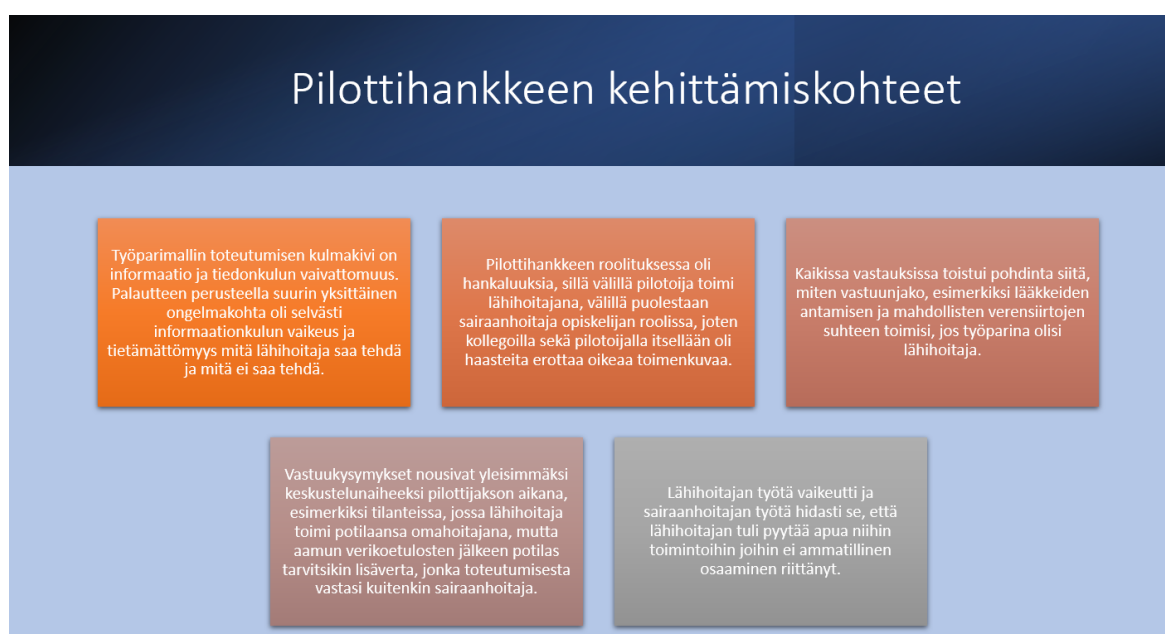 Pilottihankkeen kehittämiskohteet
Työparimallin toteutumisen kulmakivi on
informaatio ja tiedonkulun vaivattomuus.
Palautteen perusteella suurin yksittäinen
ongelmakohta oli selvästi
informaationkulun vaikeus ja
tietämättömyys mitä lähihoitaja saa tehdä
ja mitä ei saa tehdä.
Pilottihankkeen roolituksessa oli
hankaluuksia, sillä välillä pilotoija toimi
lähihoitajana, välillä puolestaan
sairaanhoitaja opiskelijan roolissa, joten
kollegoilla sekä pilotoijalla itsellään oli
haasteita erottaa oikeaa toimenkuvaa.
Kaikissa vastauksissa toistui pohdinta siitä,
miten vastuunjako, esimerkiksi lääkkeiden
antamisen ja mahdollisten verensiirtojen
suhteen toimisi, jos työparina olisi
lähihoitaja.
Vastuukysymykset nousivat yleisimmäksi
keskustelunaiheeksi pilottijakson aikana,
esimerkiksi tilanteissa, jossa lähihoitaja
toimi potilaansa omahoitajana, mutta
aamun verikoetulosten jälkeen potilas
tarvitsikin lisäverta, jonka toteutumisesta
vastasi kuitenkin sairaanhoitaja.
Lähihoitajan työtä vaikeutti ja
sairaanhoitajan työtä hidasti se, että
lähihoitajan tuli pyytää apua niihin
toimintoihin joihin ei ammatillinen
osaaminen riittänyt.